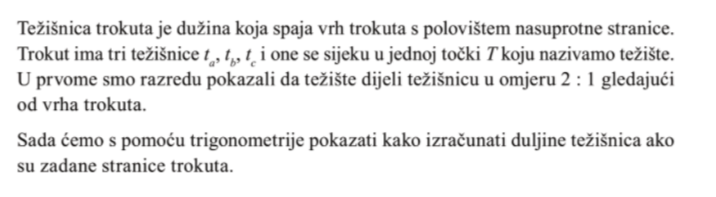 Težišnica trokuta je dužina koja spaja vrh trokuta s polovištem nasuprotne stranice.
Trokut ima tri težišnice tₐ, t_b, t_c i one se sijeku u jednoj točki T koju nazivamo težište.
U prvome smo razredu pokazali da težište dijeli težišnicu u omjeru 2 : 1 gledajući
od vrha trokuta.
Sada ćemo s pomoću trigonometrije pokazati kako izračunati duljine težišnica ako
su zadane stranice trokuta.